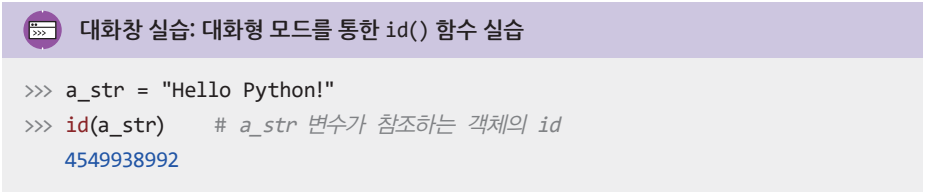 대화창 실습: 대화형 모드를 통한 id() 함수 실습
>>> a_str = "Hello Python!"
>>> id(a_str) # a_str 변수가 참조하는 객체의 id
4549938992